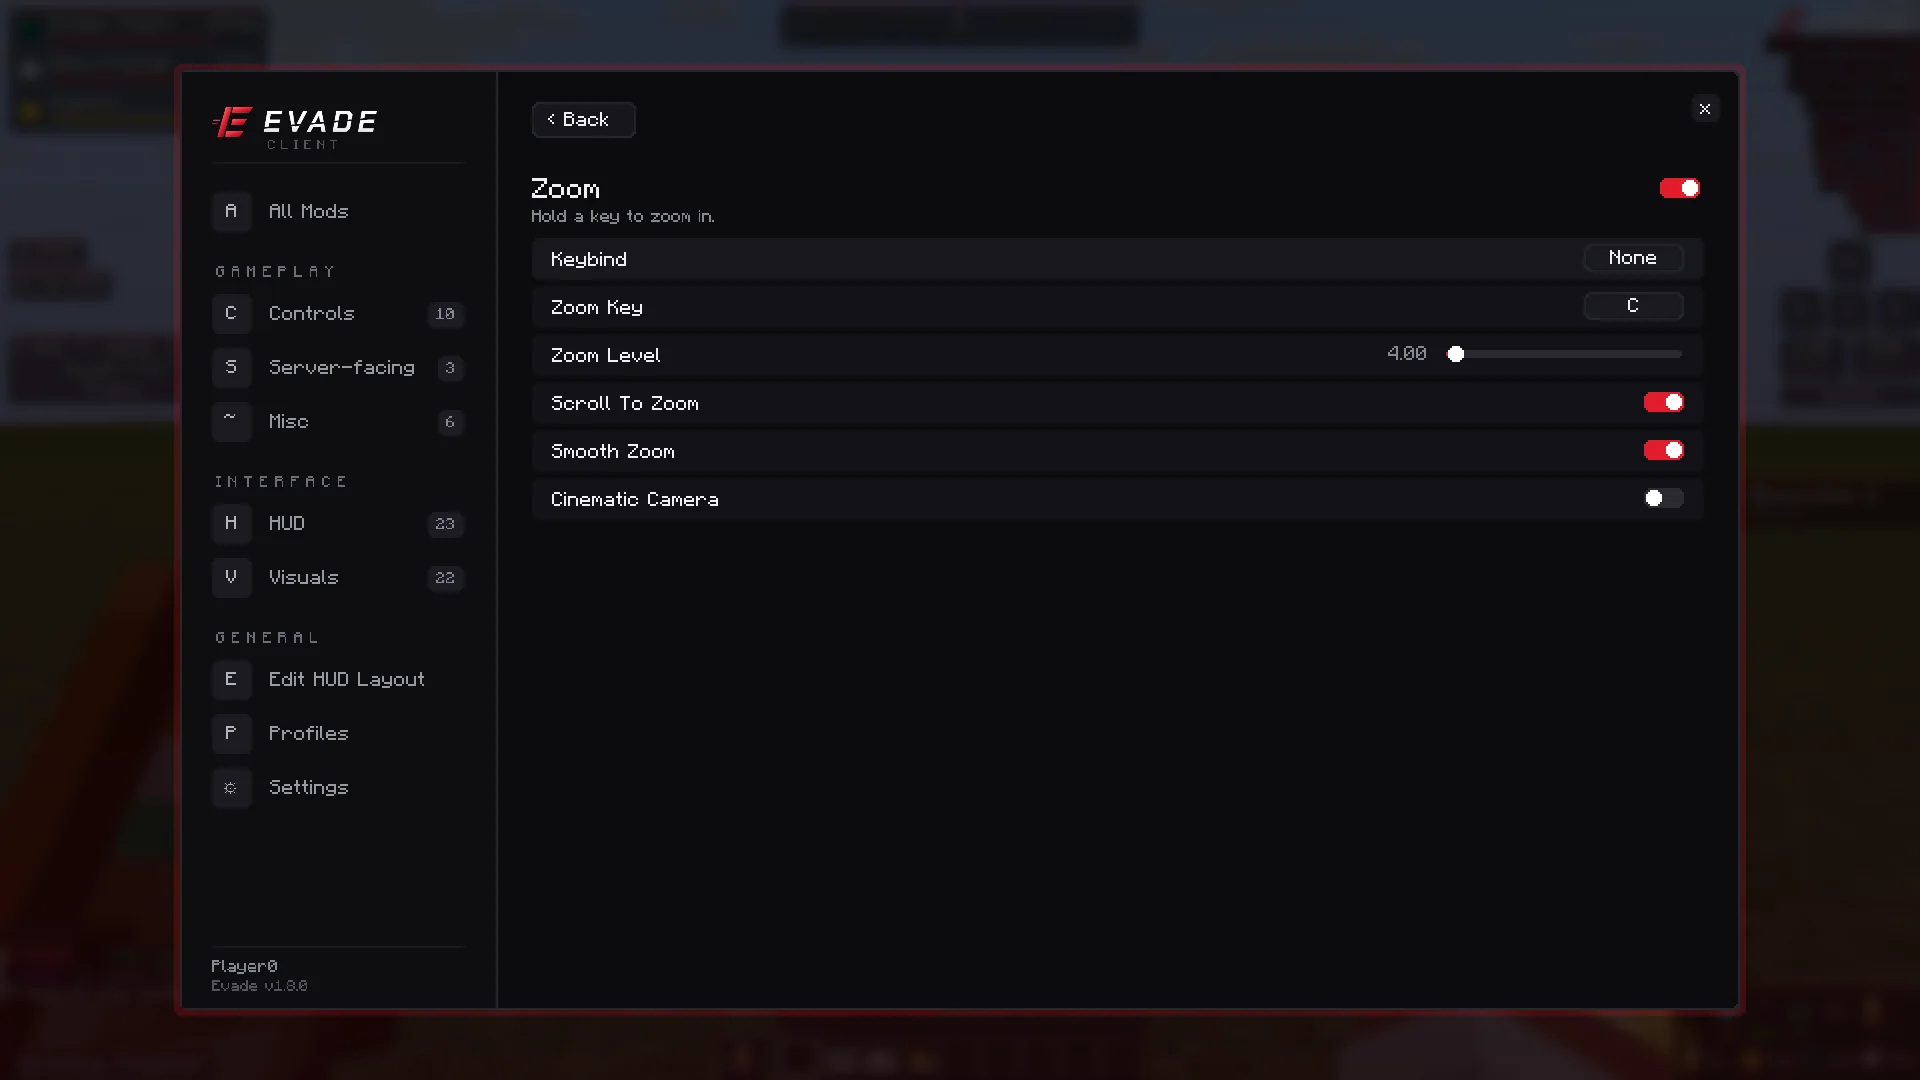 EVADE
CLIENT
A All Mods
GAMEPLAY
C Controls 10
S Server-facing 3
~ Misc 6
INTERFACE
H HUD 23
V Visuals 22
GENERAL
E Edit HUD Layout
P Profiles
Settings
Player0
Evade v1.8.0
‹ Back
×
Zoom
Hold a key to zoom in.
Keybind None
Zoom Key C
Zoom Level 4.00
Scroll To Zoom
Smooth Zoom
Cinematic Camera